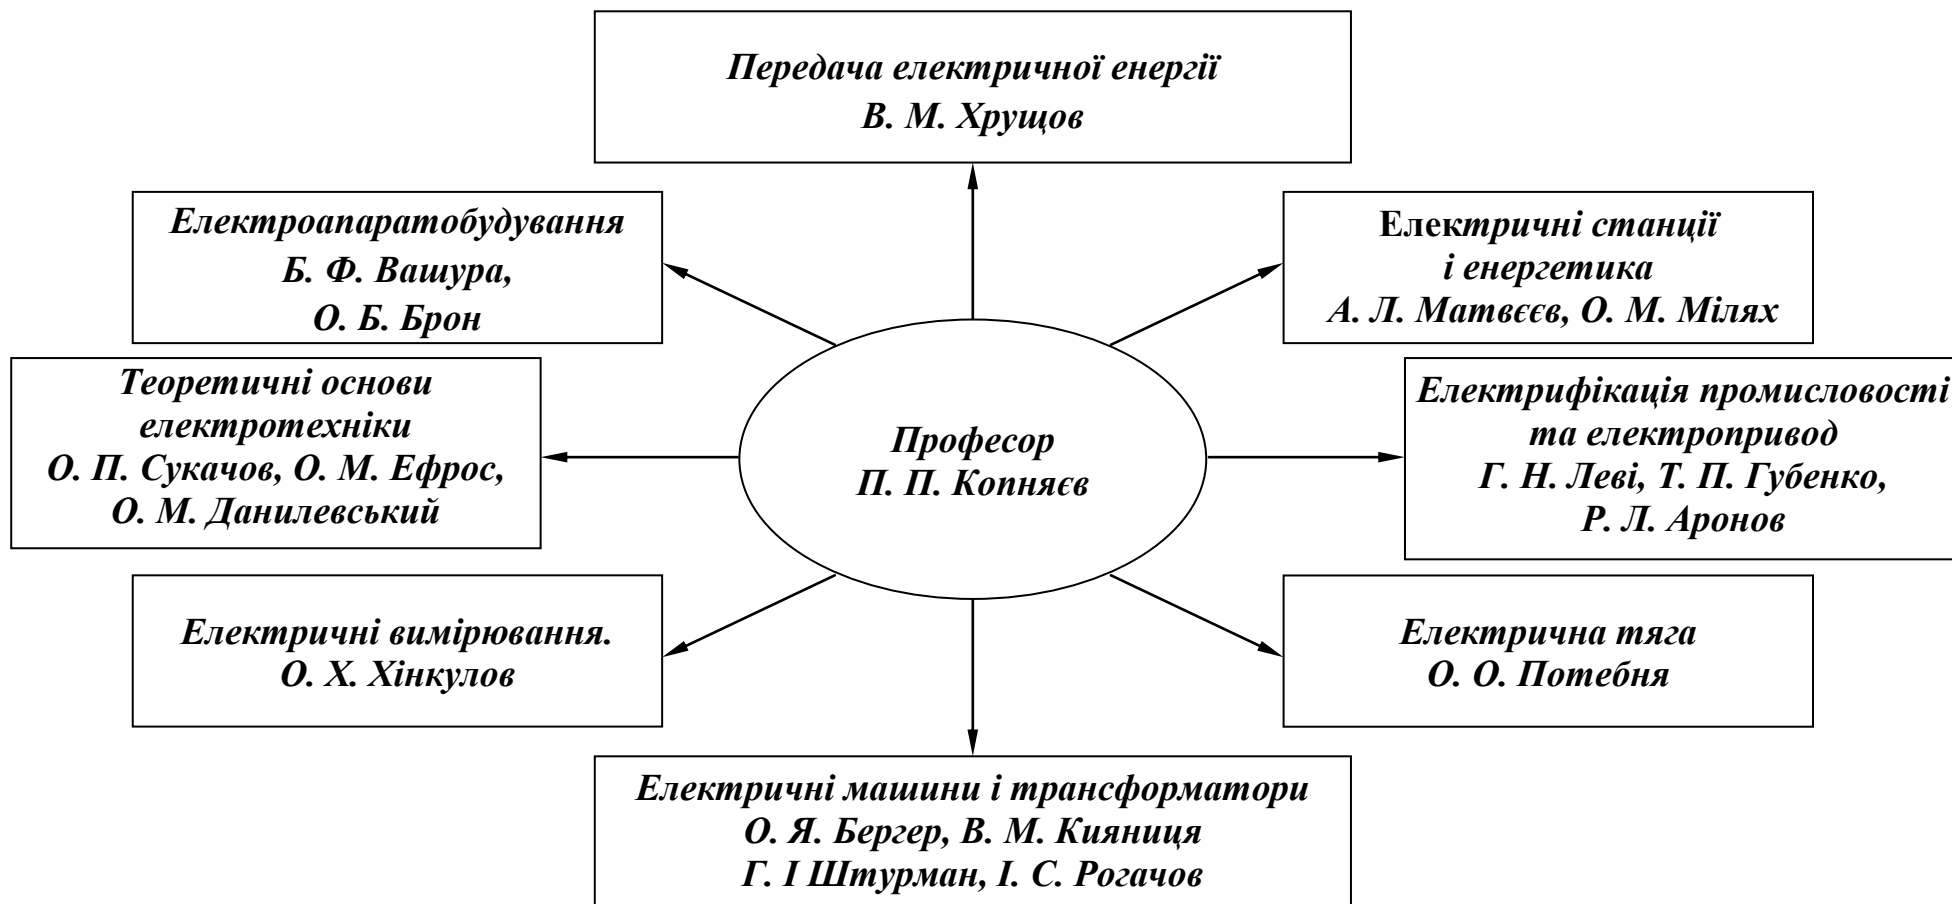 Передача електричної енергії
В. М. Хрущов
Електроапаратобудування
Б. Ф. Вашура,
О. Б. Брон
Електричні станції
і енергетика
А. Л. Матвєєв, О. М. Мілях
Теоретичні основи
електротехніки
О. П. Сукачов, О. М. Ефрос,
О. М. Данилевський
Професор
П. П. Копняєв
Електрифікація промисловості
та електропривод
Г. Н. Леві, Т. П. Губенко,
Р. Л. Аронов
Електричні вимірювання.
О. Х. Хінкулов
Електрична тяга
О. О. Потебня
Електричні машини і трансформатори
О. Я. Бергер, В. М. Кияниця
Г. І Штурман, І. С. Рогачов